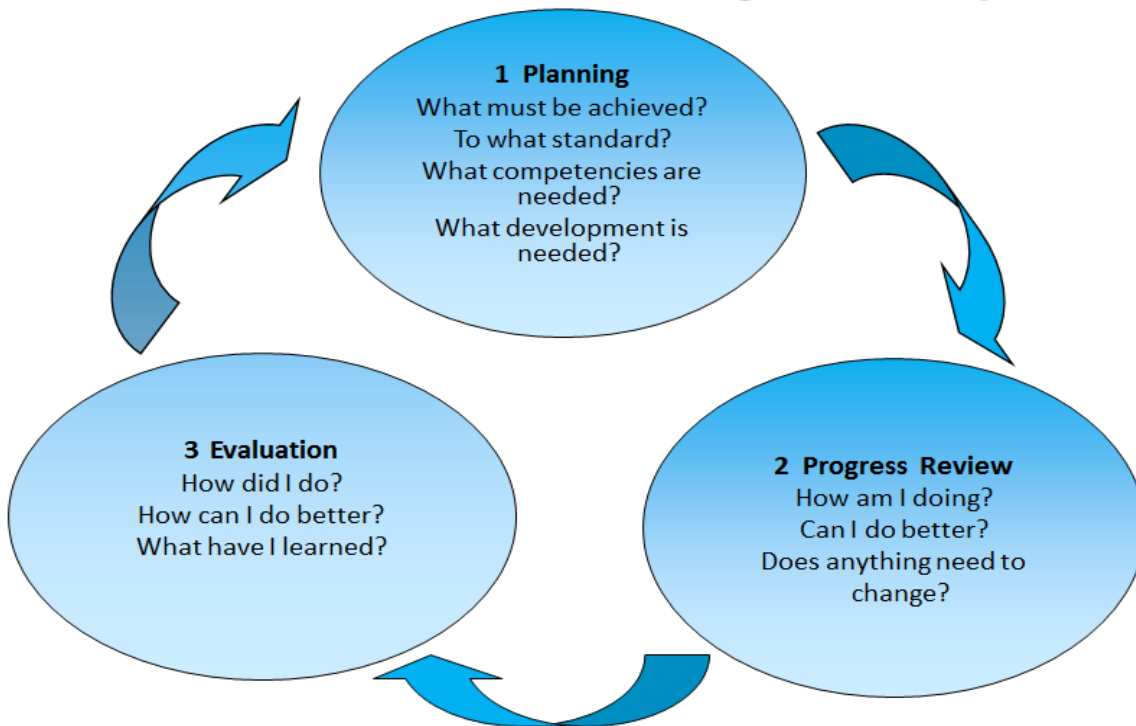 1 Planning
What must be achieved?
To what standard?
What competencies are
needed?
What development is
needed?
2 Progress Review
How am I doing?
Can I do better?
Does anything need to
change?
3 Evaluation
How did I do?
How can I do better?
What have I learned?